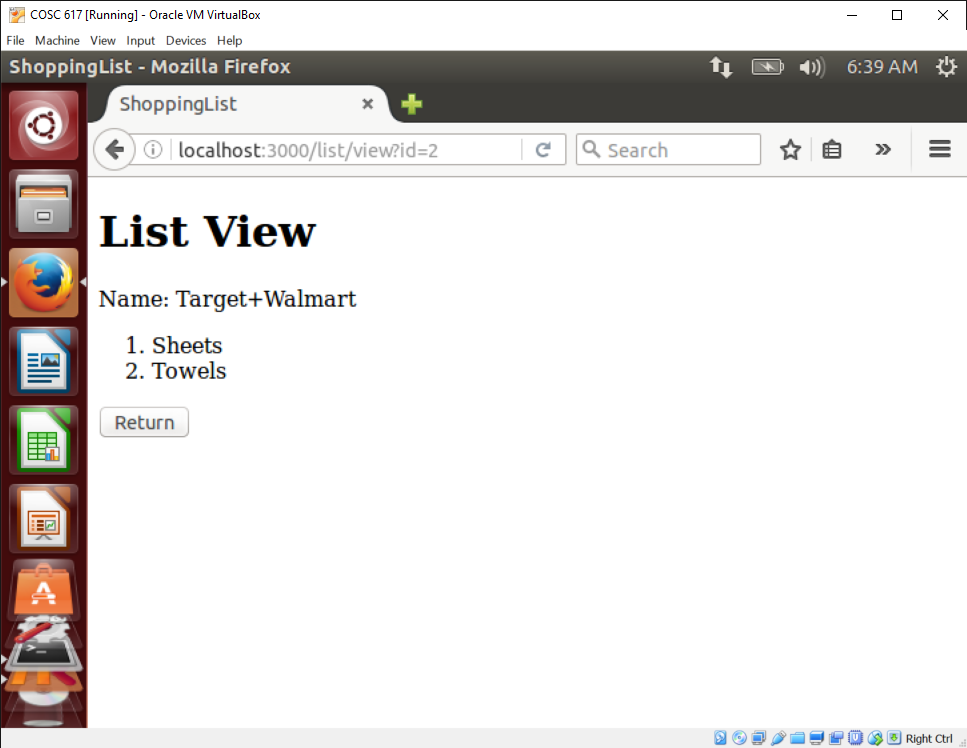 COSC 617 [Running] - Oracle VM VirtualBox
File Machine View Input Devices Help
ShoppingList - Mozilla Firefox 6:39 AM
ShoppingList
localhost:3000/list/view?id=2 Search
List View
Name: Target+Walmart
1. Sheets
2. Towels
Return
Right Ctrl